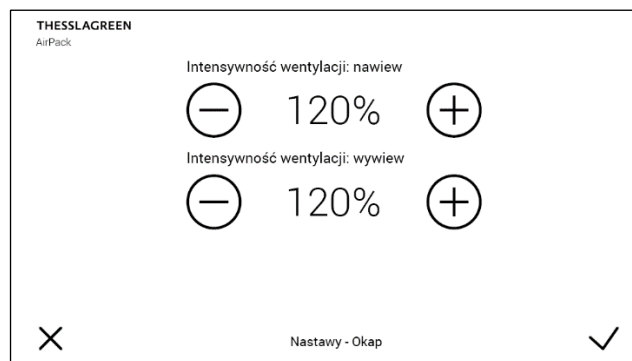 THESSLAGREEN
AirPack
Intensywność wentylacji: nawiew
120%
Intensywność wentylacji: wywiew
120%
Nastawy - Okap